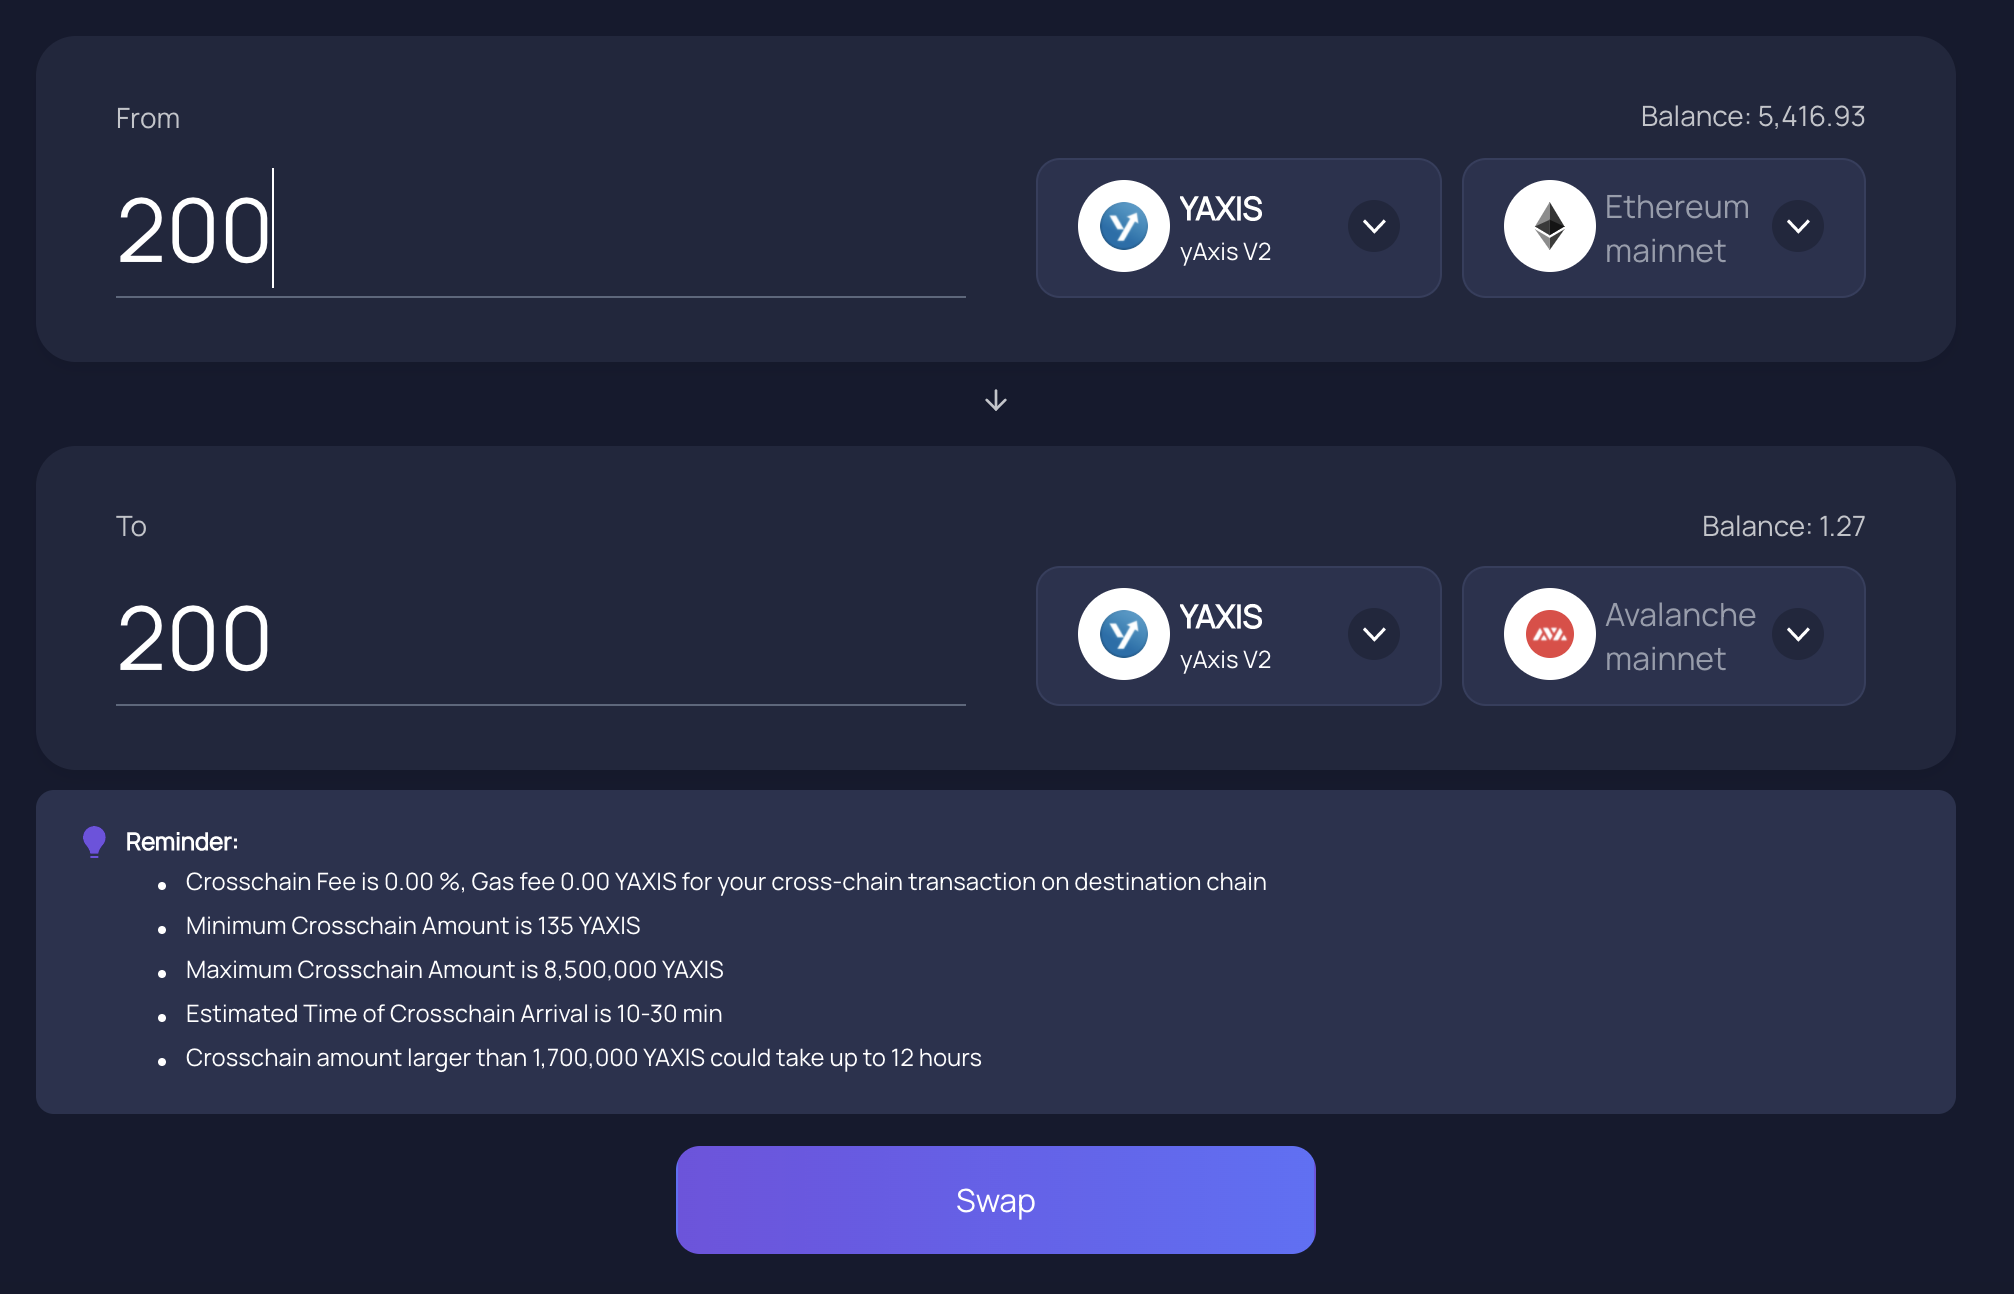 From
Balance: 5,416.93
200
YAXIS
yAxis V2
Ethereum
mainnet
To
Balance: 1.27
200
YAXIS
yAxis V2
Avalanche
mainnet
Reminder:
Crosschain Fee is 0.00 %, Gas fee 0.00 YAXIS for your cross-chain transaction on destination chain
Minimum Crosschain Amount is 135 YAXIS
Maximum Crosschain Amount is 8,500,000 YAXIS
Estimated Time of Crosschain Arrival is 10-30 min
Crosschain amount larger than 1,700,000 YAXIS could take up to 12 hours
Swap